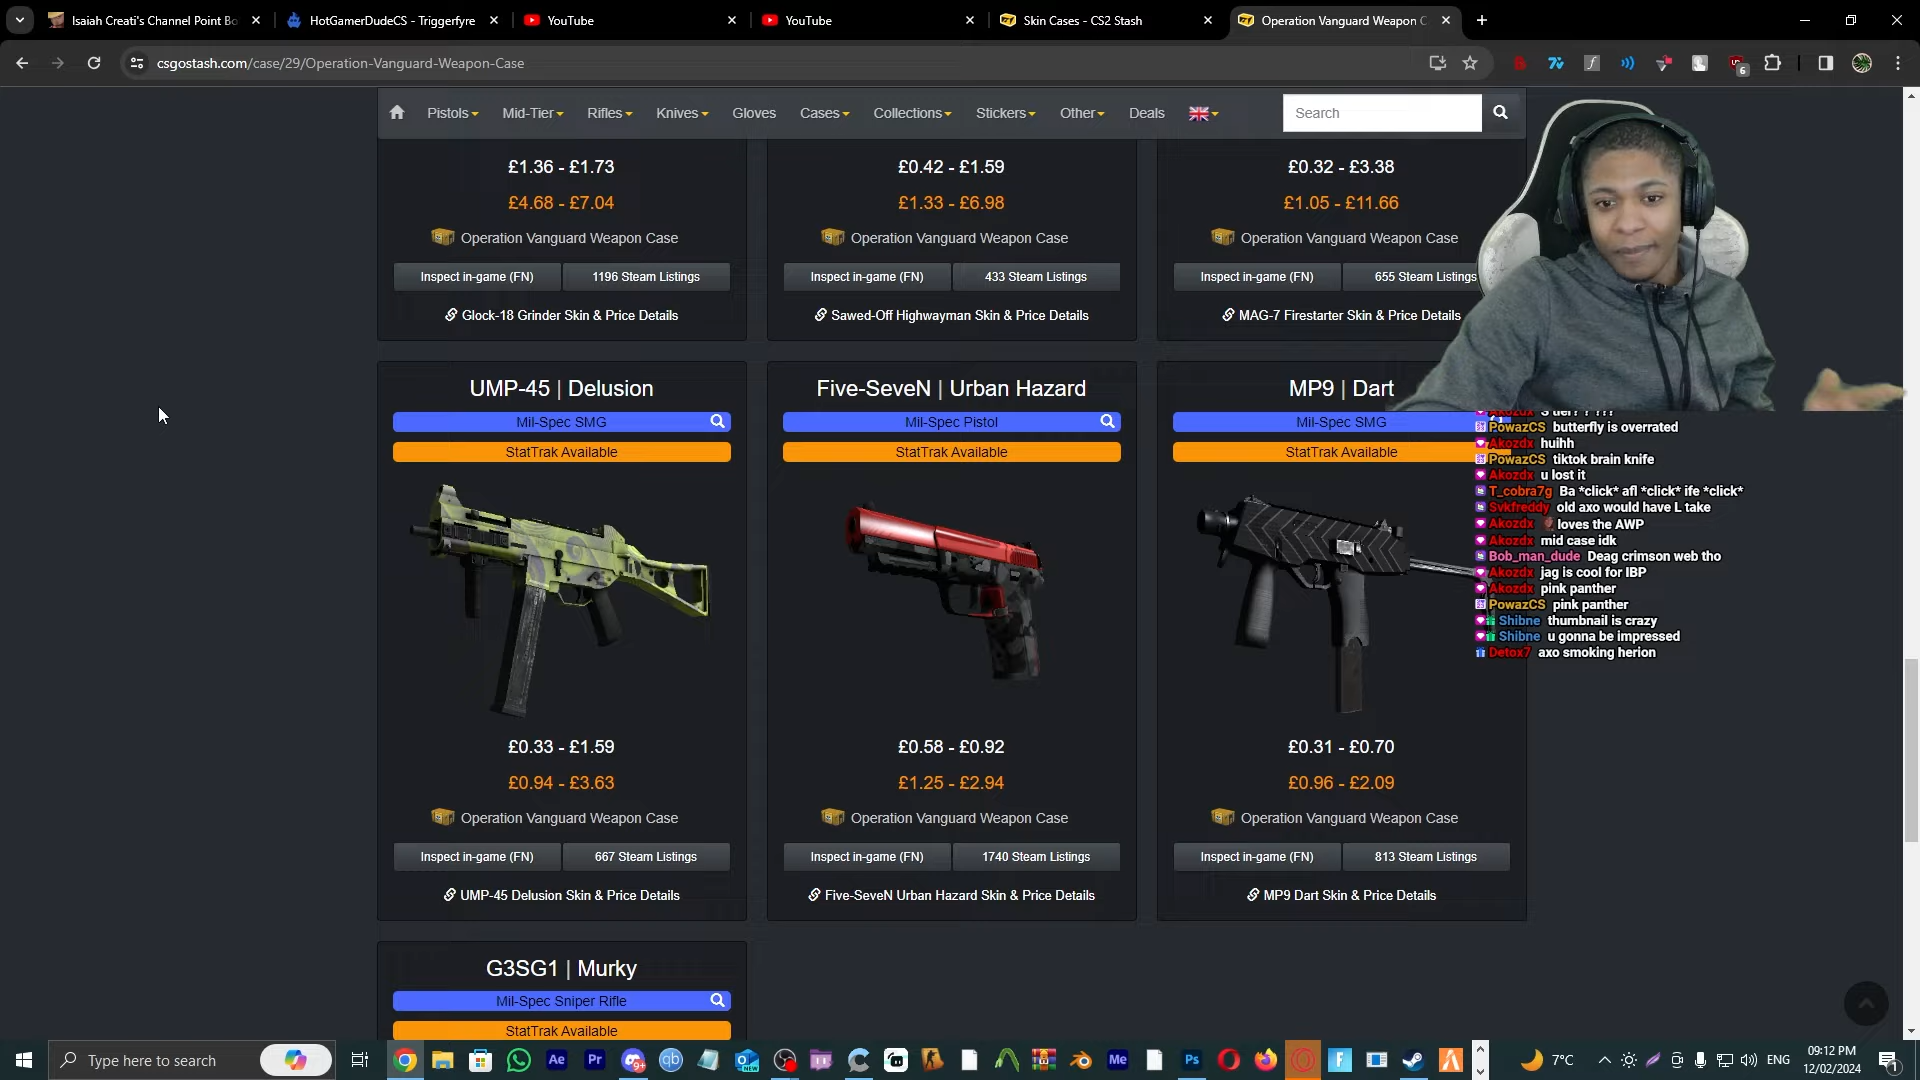 Isaiah Creati's Channel Point Bo
HotGamerDudeCS - Triggerfyre
YouTube
YouTube
Skin Cases - CS2 Stash
Operation Vanguard Weapon C
csgostash.com/case/29/Operation-Vanguard-Weapon-Case
6
Pistols Mid-Tier Rifles Knives Gloves Cases Collections Stickers Other Deals
Search
£1.36 - £1.73
£4.68 - £7.04
Operation Vanguard Weapon Case
Inspect in-game (FN) 1196 Steam Listings
Glock-18 Grinder Skin & Price Details
£0.42 - £1.59
£1.33 - £6.98
Operation Vanguard Weapon Case
Inspect in-game (FN) 433 Steam Listings
Sawed-Off Highwayman Skin & Price Details
£0.32 - £3.38
£1.05 - £11.66
Operation Vanguard Weapon Case
Inspect in-game (FN) 655 Steam Listings
MAG-7 Firestarter Skin & Price Details
UMP-45 | Delusion
Mil-Spec SMG
StatTrak Available
£0.33 - £1.59
£0.94 - £3.63
Operation Vanguard Weapon Case
Inspect in-game (FN) 667 Steam Listings
UMP-45 Delusion Skin & Price Details
Five-SeveN | Urban Hazard
Mil-Spec Pistol
StatTrak Available
£0.58 - £0.92
£1.25 - £2.94
Operation Vanguard Weapon Case
Inspect in-game (FN) 1740 Steam Listings
Five-SeveN Urban Hazard Skin & Price Details
MP9 | Dart
Mil-Spec SMG
StatTrak Available
£0.31 - £0.70
£0.96 - £2.09
Operation Vanguard Weapon Case
Inspect in-game (FN) 813 Steam Listings
MP9 Dart Skin & Price Details
G3SG1 | Murky
Mil-Spec Sniper Rifle
StatTrak Available
PowazCS butterfly is overrated
Akozdx huihh
PowazCS tiktok brain knife
Akozdx u lost it
T_cobra7g Ba *click* afl *click* ife *click*
Svkfreddy old axo would have L take
Akozdx loves the AWP
Akozdx mid case idk
Bob_man_dude Deag crimson web tho
Akozdx jag is cool for IBP
Akozdx pink panther
PowazCS pink panther
Shibne thumbnail is crazy
Shibne u gonna be impressed
Detox7 axo smoking herion
Type here to search
7°C
ENG
09:12 PM
12/02/2024
1